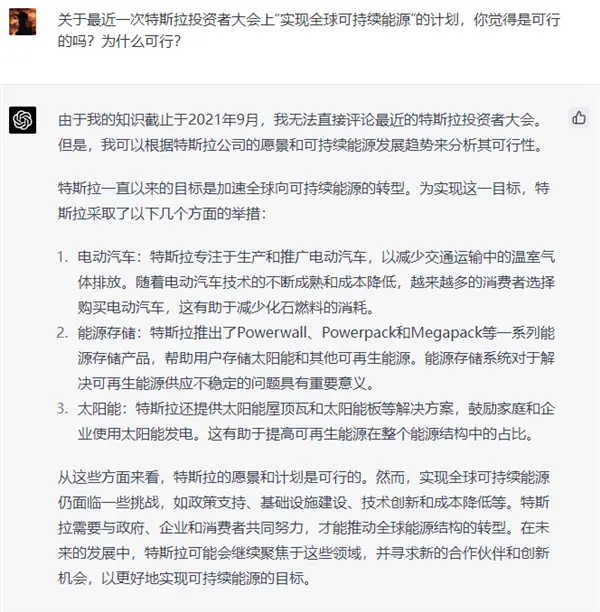 关于最近一次特斯拉投资者大会上“实现全球可持续能源”的计划，你觉得是可行
的吗？为什么可行？
由于我的知识截止于2021年9月，我无法直接评论最近的特斯拉投资者大会。
但是，我可以根据特斯拉公司的愿景和可持续能源发展趋势来分析其可行性。
特斯拉一直以来的目标是加速全球向可持续能源的转型。为实现这一目标，特
斯拉采取了以下几个方面的举措：
1. 电动汽车：特斯拉专注于生产和推广电动汽车，以减少交通运输中的温室气
体排放。随着电动汽车技术的不断成熟和成本降低，越来越多的消费者选择
购买电动汽车，这有助于减少化石燃料的消耗。
2. 能源存储：特斯拉推出了Powerwall、Powerpack和Megapack等一系列能
源存储产品，帮助用户存储太阳能和其他可再生能源。能源存储系统对于解
决可再生能源供应不稳定的问题具有重要意义。
3. 太阳能：特斯拉还提供太阳能屋顶瓦和太阳能板等解决方案，鼓励家庭和企
业使用太阳能发电。这有助于提高可再生能源在整个能源结构中的占比。
从这些方面来看，特斯拉的愿景和计划是可行的。然而，实现全球可持续能源
仍面临一些挑战，如政策支持、基础设施建设、技术创新和成本降低等。特斯
拉需要与政府、企业和消费者共同努力，才能推动全球能源结构的转型。在未
来的发展中，特斯拉可能会继续聚焦于这些领域，并寻求新的合作伙伴和创新
机会，以更好地实现可持续能源的目标。